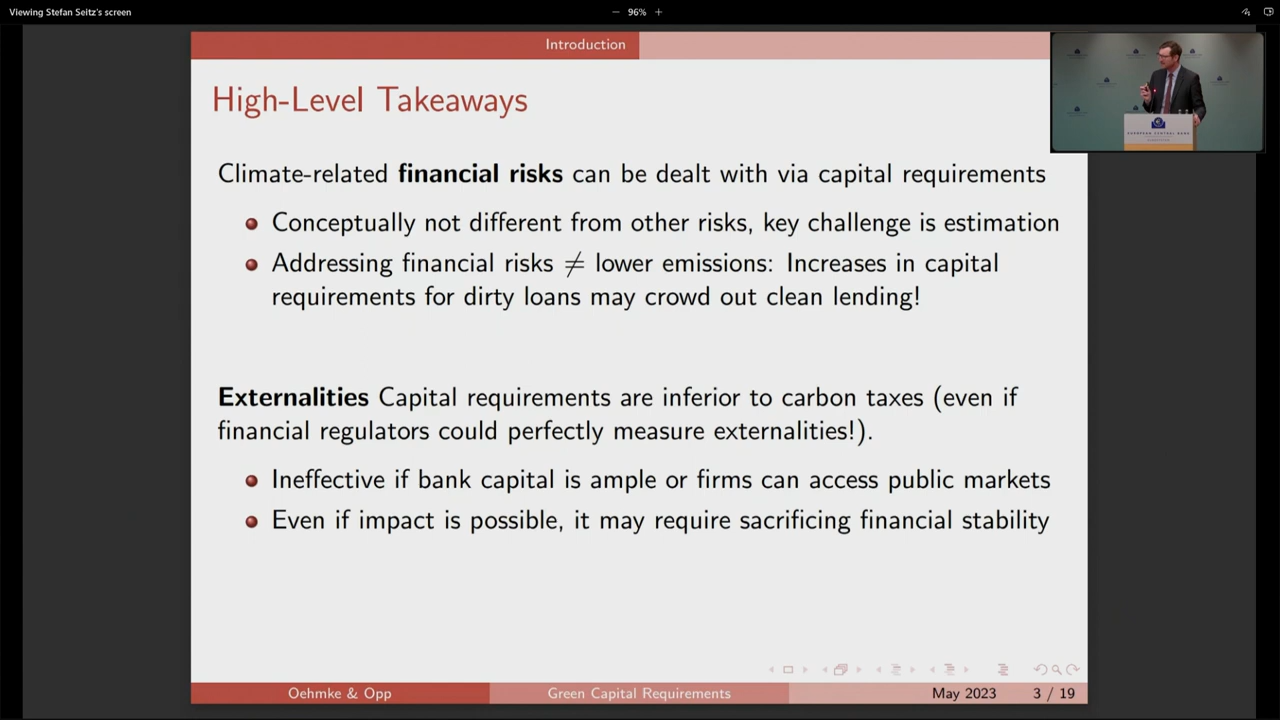 Viewing Stefan Seitz's screen
− 96% +
Introduction
High-Level Takeaways
Climate-related financial risks can be dealt with via capital requirements
Conceptually not different from other risks, key challenge is estimation
Addressing financial risks ≠ lower emissions: Increases in capital
requirements for dirty loans may crowd out clean lending!
Externalities Capital requirements are inferior to carbon taxes (even if
financial regulators could perfectly measure externalities!).
Ineffective if bank capital is ample or firms can access public markets
Even if impact is possible, it may require sacrificing financial stability
Oehmke & Opp
Green Capital Requirements
May 2023 3 / 19
EUROPEAN CENTRAL BANK